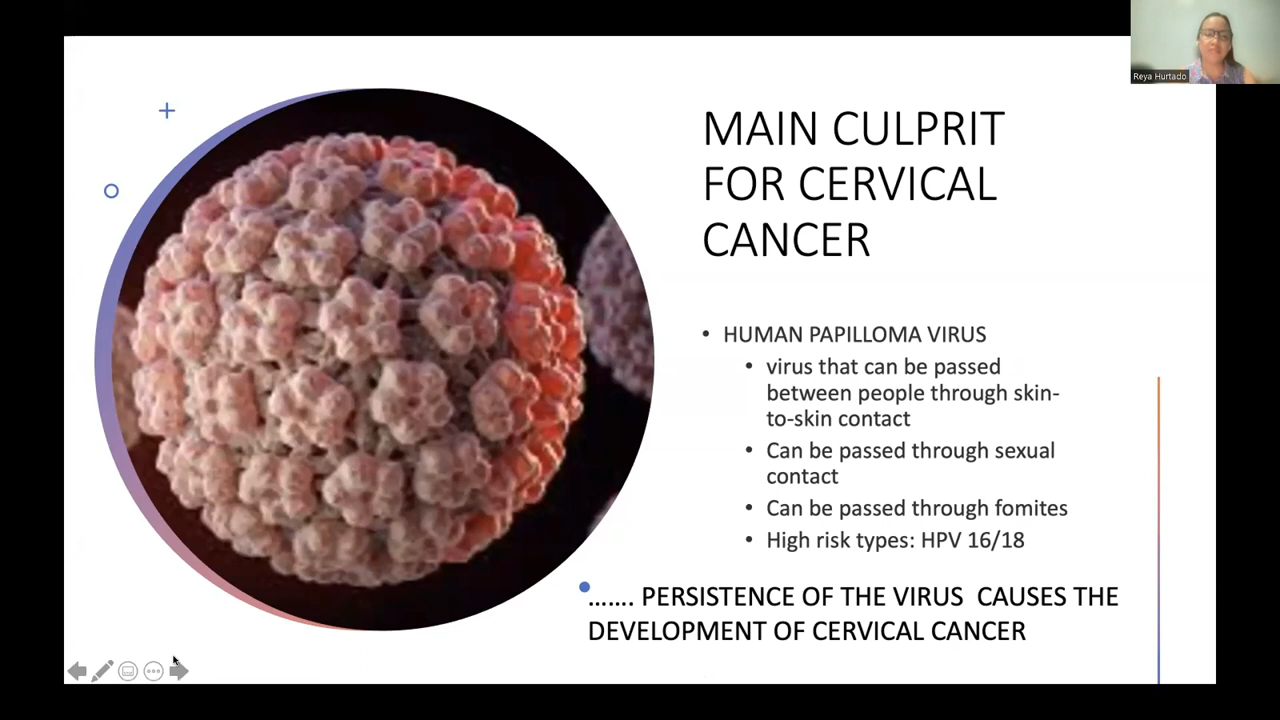 Reya Hurtado
MAIN CULPRIT
FOR CERVICAL
CANCER
• HUMAN PAPILLOMA VIRUS
• virus that can be passed
between people through skin-
to-skin contact
• Can be passed through sexual
contact
• Can be passed through fomites
• High risk types: HPV 16/18
• ……. PERSISTENCE OF THE VIRUS CAUSES THE
DEVELOPMENT OF CERVICAL CANCER